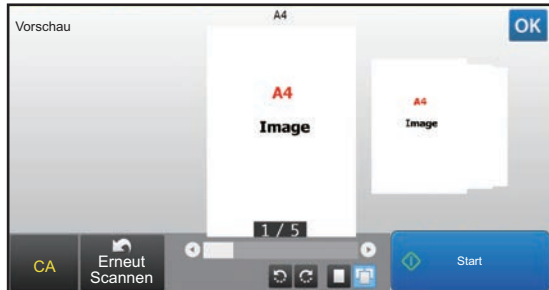 Vorschau
A4
OK
A4
Image
A4
Image
1 / 5
CA
Erneut
Scannen
Start